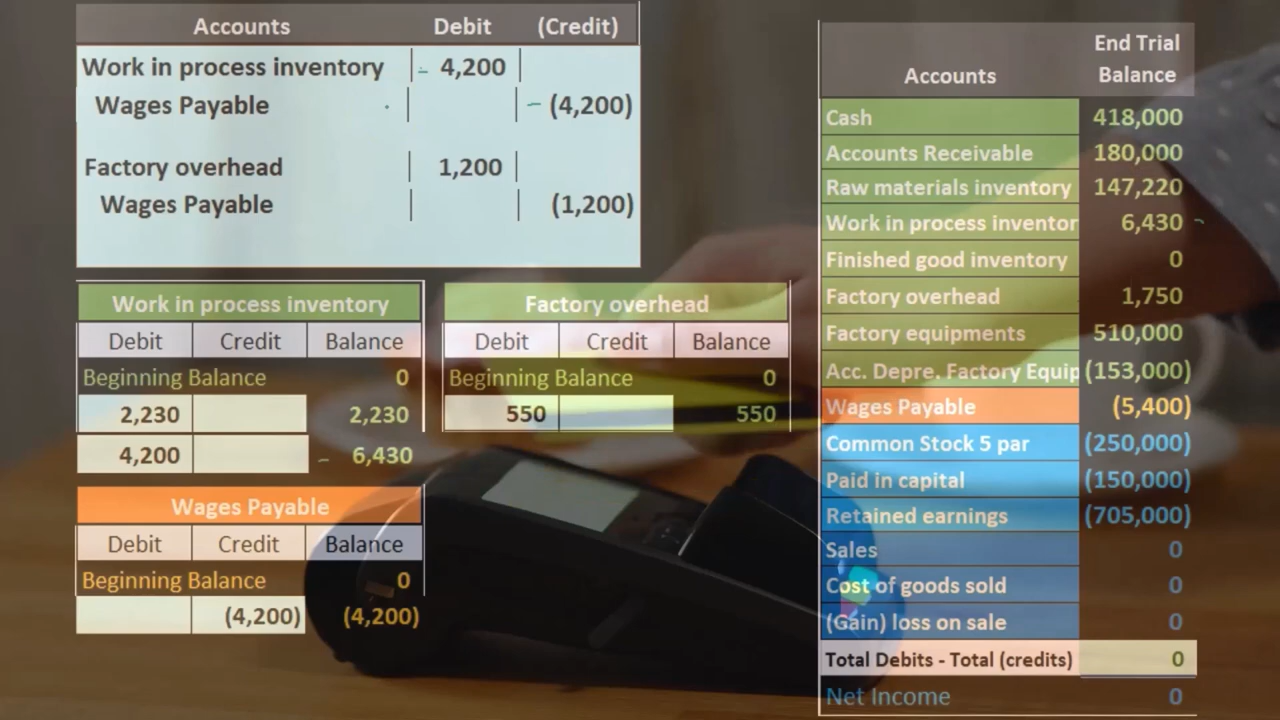 Accounts Debit (Credit)
Work in process inventory 4,200
Wages Payable (4,200)
Factory overhead 1,200
Wages Payable (1,200)
Work in process inventory
Debit Credit Balance
Beginning Balance 0
2,230 2,230
4,200 6,430
Factory overhead
Debit Credit Balance
Beginning Balance 0
550 550
Wages Payable
Debit Credit Balance
Beginning Balance 0
(4,200) (4,200)
End Trial
Accounts Balance
Cash 418,000
Accounts Receivable 180,000
Raw materials inventory 147,220
Work in process inventor 6,430
Finished good inventory 0
Factory overhead 1,750
Factory equipments 510,000
Acc. Depre. Factory Equip (153,000)
Wages Payable (5,400)
Common Stock 5 par (250,000)
Paid in capital (150,000)
Retained earnings (705,000)
Sales 0
Cost of goods sold 0
(Gain) loss on sale 0
Total Debits - Total (credits) 0
Net Income 0